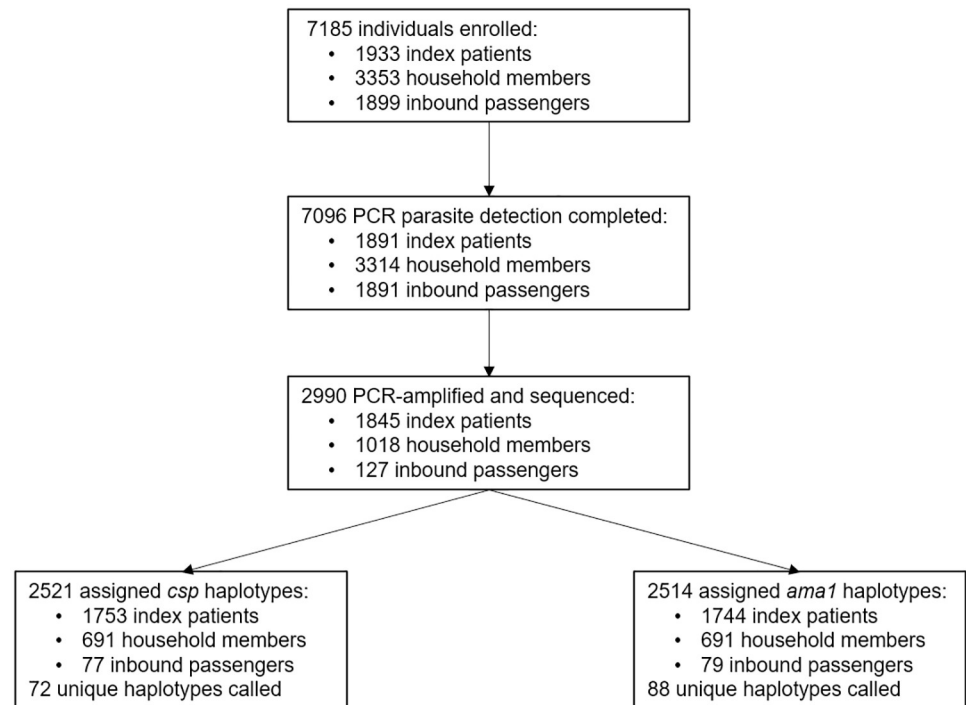 7185 individuals enrolled:
• 1933 index patients
• 3353 household members
• 1899 inbound passengers
7096 PCR parasite detection completed:
• 1891 index patients
• 3314 household members
• 1891 inbound passengers
2990 PCR-amplified and sequenced:
• 1845 index patients
• 1018 household members
• 127 inbound passengers
2521 assigned csp haplotypes:
• 1753 index patients
• 691 household members
• 77 inbound passengers
72 unique haplotypes called
2514 assigned ama1 haplotypes:
• 1744 index patients
• 691 household members
• 79 inbound passengers
88 unique haplotypes called